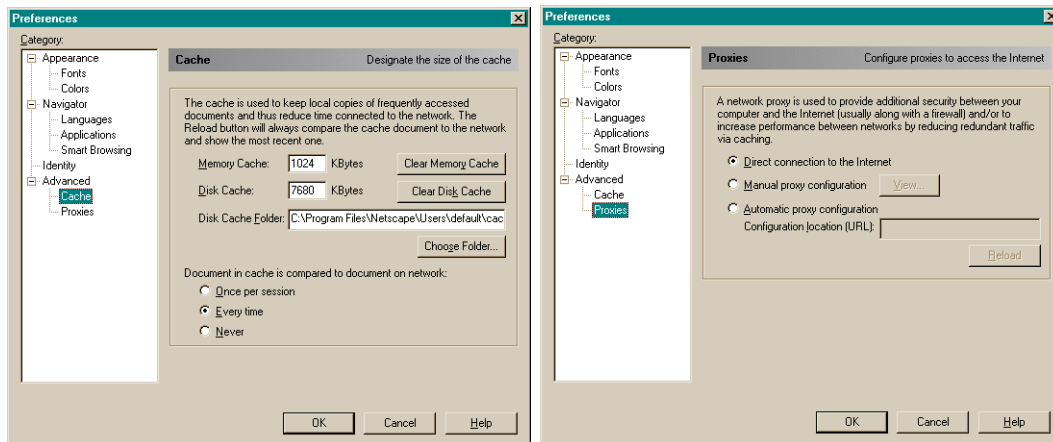 Preferences
Category:
Appearance
Fonts
Colors
Navigator
Languages
Applications
Smart Browsing
Identity
Advanced
Cache
Proxies
Cache Designate the size of the cache
The cache is used to keep local copies of frequently accessed
documents and thus reduce time connected to the network. The
Reload button will always compare the cache document to the network
and show the most recent one.
Memory Cache: 1024 KBytes Clear Memory Cache
Disk Cache: 7680 KBytes Clear Disk Cache
Disk Cache Folder: C:\Program Files\Netscape\Users\default\cac
Choose Folder...
Document in cache is compared to document on network:
Once per session
Every time
Never
OK Cancel Help
Preferences
Category:
Appearance
Fonts
Colors
Navigator
Languages
Applications
Smart Browsing
Identity
Advanced
Cache
Proxies
Proxies Configure proxies to access the Internet
A network proxy is used to provide additional security between your
computer and the Internet (usually along with a firewall) and/or to
increase performance between networks by reducing redundant traffic
via caching.
Direct connection to the Internet
Manual proxy configuration View...
Automatic proxy configuration
Configuration location (URL):
Reload
OK Cancel Help